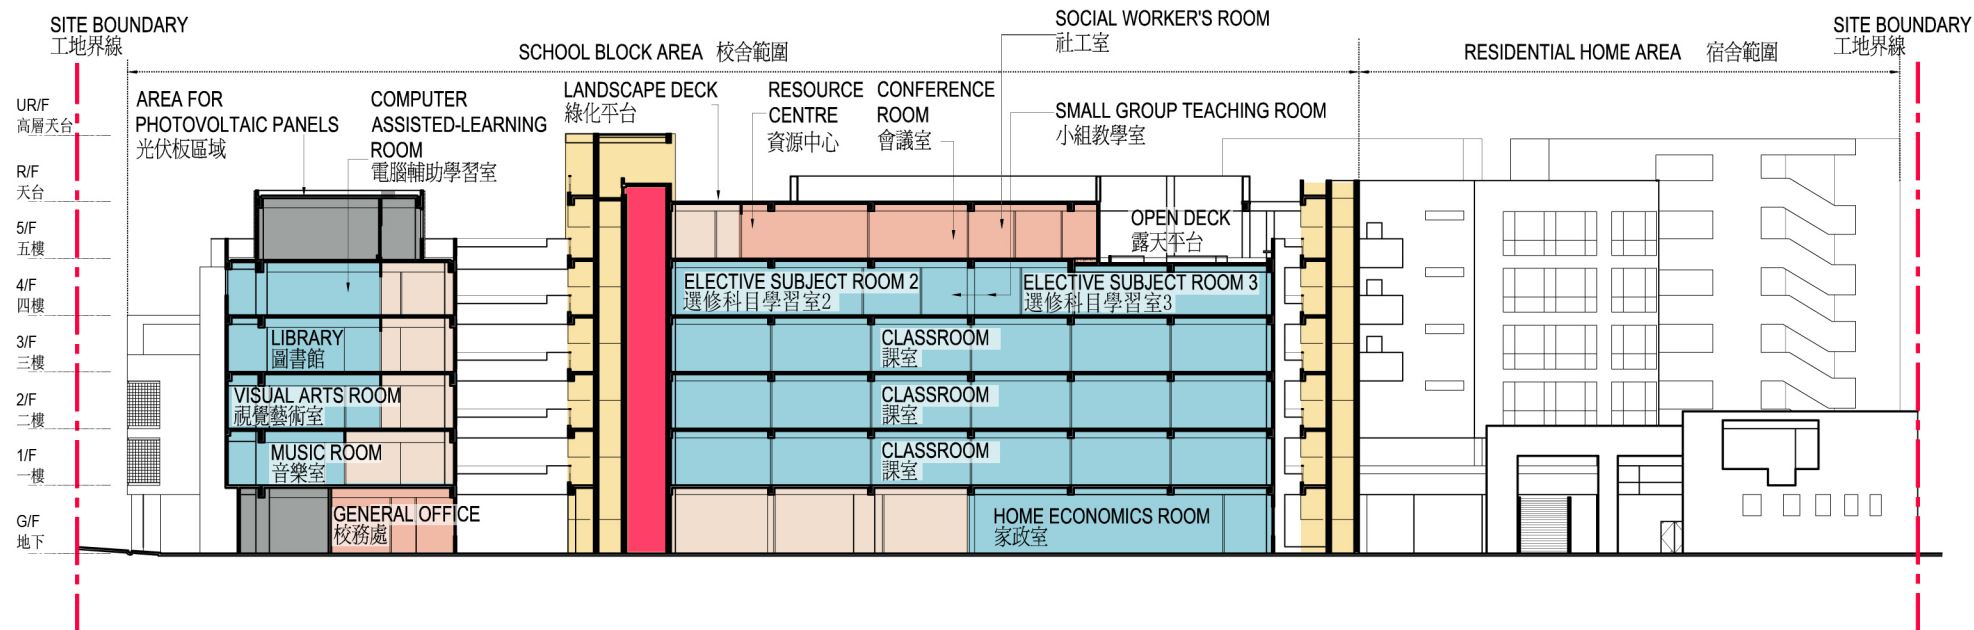 SITE BOUNDARY
工地界線
SCHOOL BLOCK AREA 校舍範圍
SOCIAL WORKER'S ROOM
社工室
RESIDENTIAL HOME AREA 宿舍範圍
SITE BOUNDARY
工地界線
AREA FOR
PHOTOVOLTAIC PANELS
光伏板區域
COMPUTER
ASSISTED-LEARNING
ROOM
電腦輔助學習室
LANDSCAPE DECK
綠化平台
RESOURCE
CENTRE
資源中心
CONFERENCE
ROOM
會議室
SMALL GROUP TEACHING ROOM
小組教學室
UR/F
高層天台
R/F
天台
5/F
五樓
OPEN DECK
露天平台
4/F
四樓
ELECTIVE SUBJECT ROOM 2
選修科目學習室2
ELECTIVE SUBJECT ROOM 3
選修科目學習室3
3/F
三樓
LIBRARY
圖書館
CLASSROOM
課室
2/F
二樓
VISUAL ARTS ROOM
視覺藝術室
CLASSROOM
課室
1/F
一樓
MUSIC ROOM
音樂室
CLASSROOM
課室
G/F
地下
GENERAL OFFICE
校務處
HOME ECONOMICS ROOM
家政室